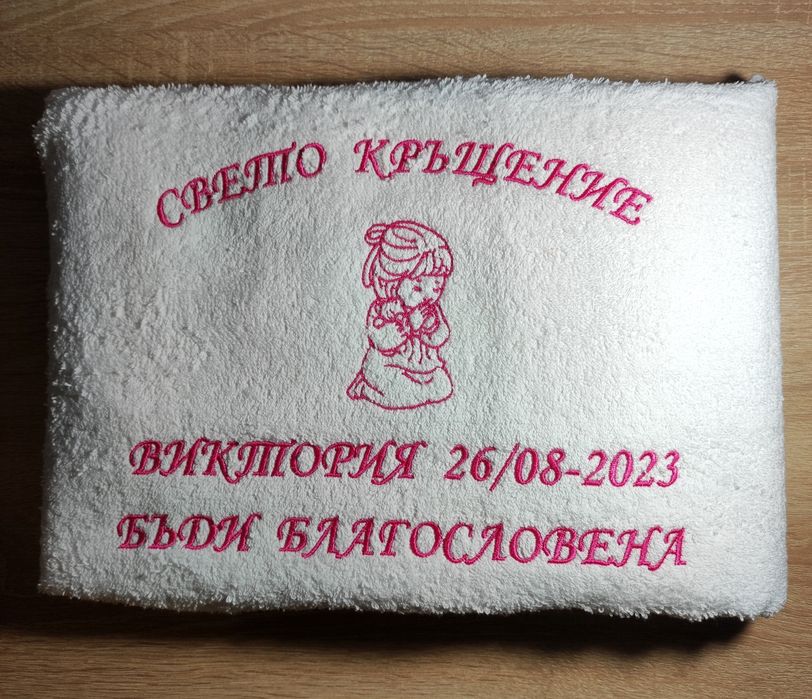 СВЕТО КРЪЩЕНИЕ
ВИКТОРИЯ 26/08-2023
БЪДИ БЛАГОСЛОВЕНА